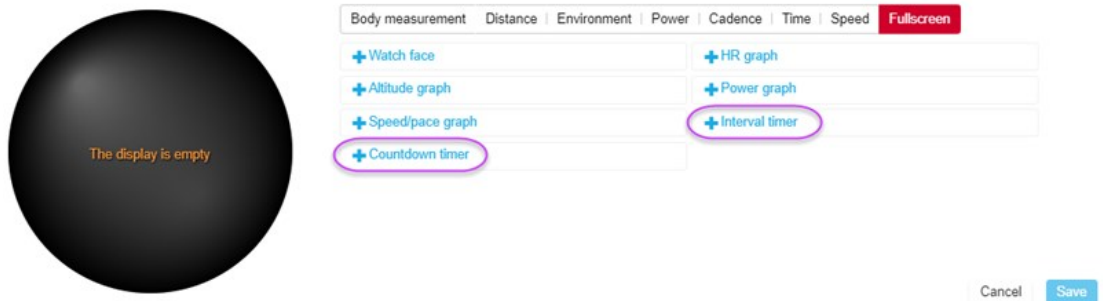 Body measurement Distance Environment Power Cadence Time Speed Fullscreen
+ Watch face
+ HR graph
+ Altitude graph
+ Power graph
+ Speed/pace graph
+ Interval timer
+ Countdown timer
The display is empty
Cancel Save